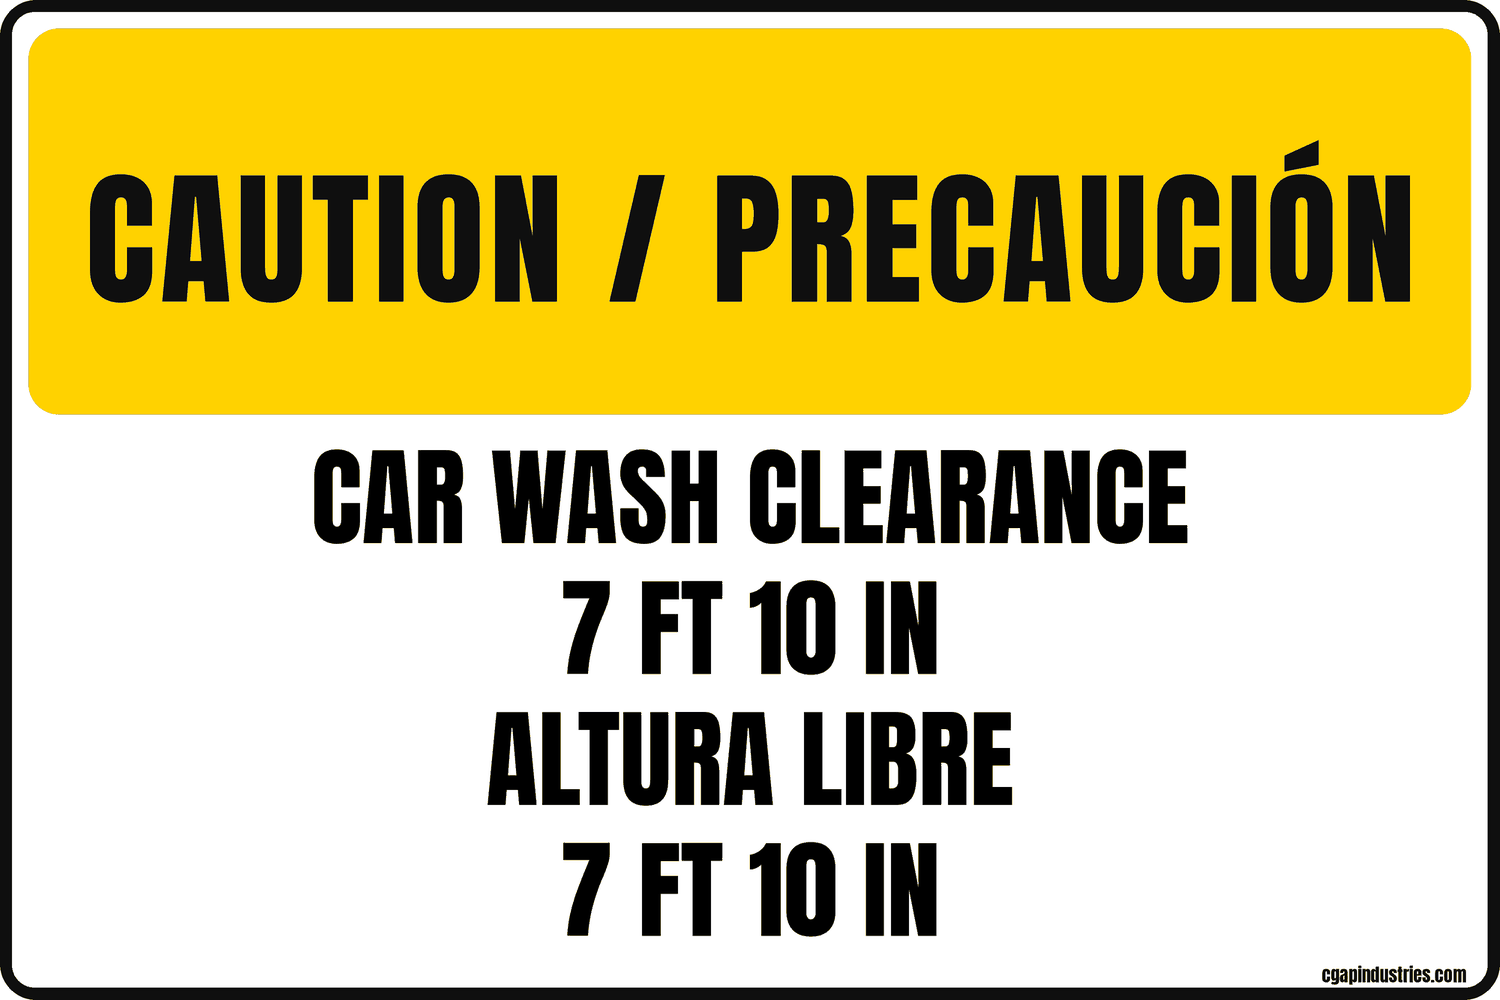 CAUTION / PRECAUCIÓN
CAR WASH CLEARANCE
7 FT 10 IN
ALTURA LIBRE
7 FT 10 IN
cgapindustries.com